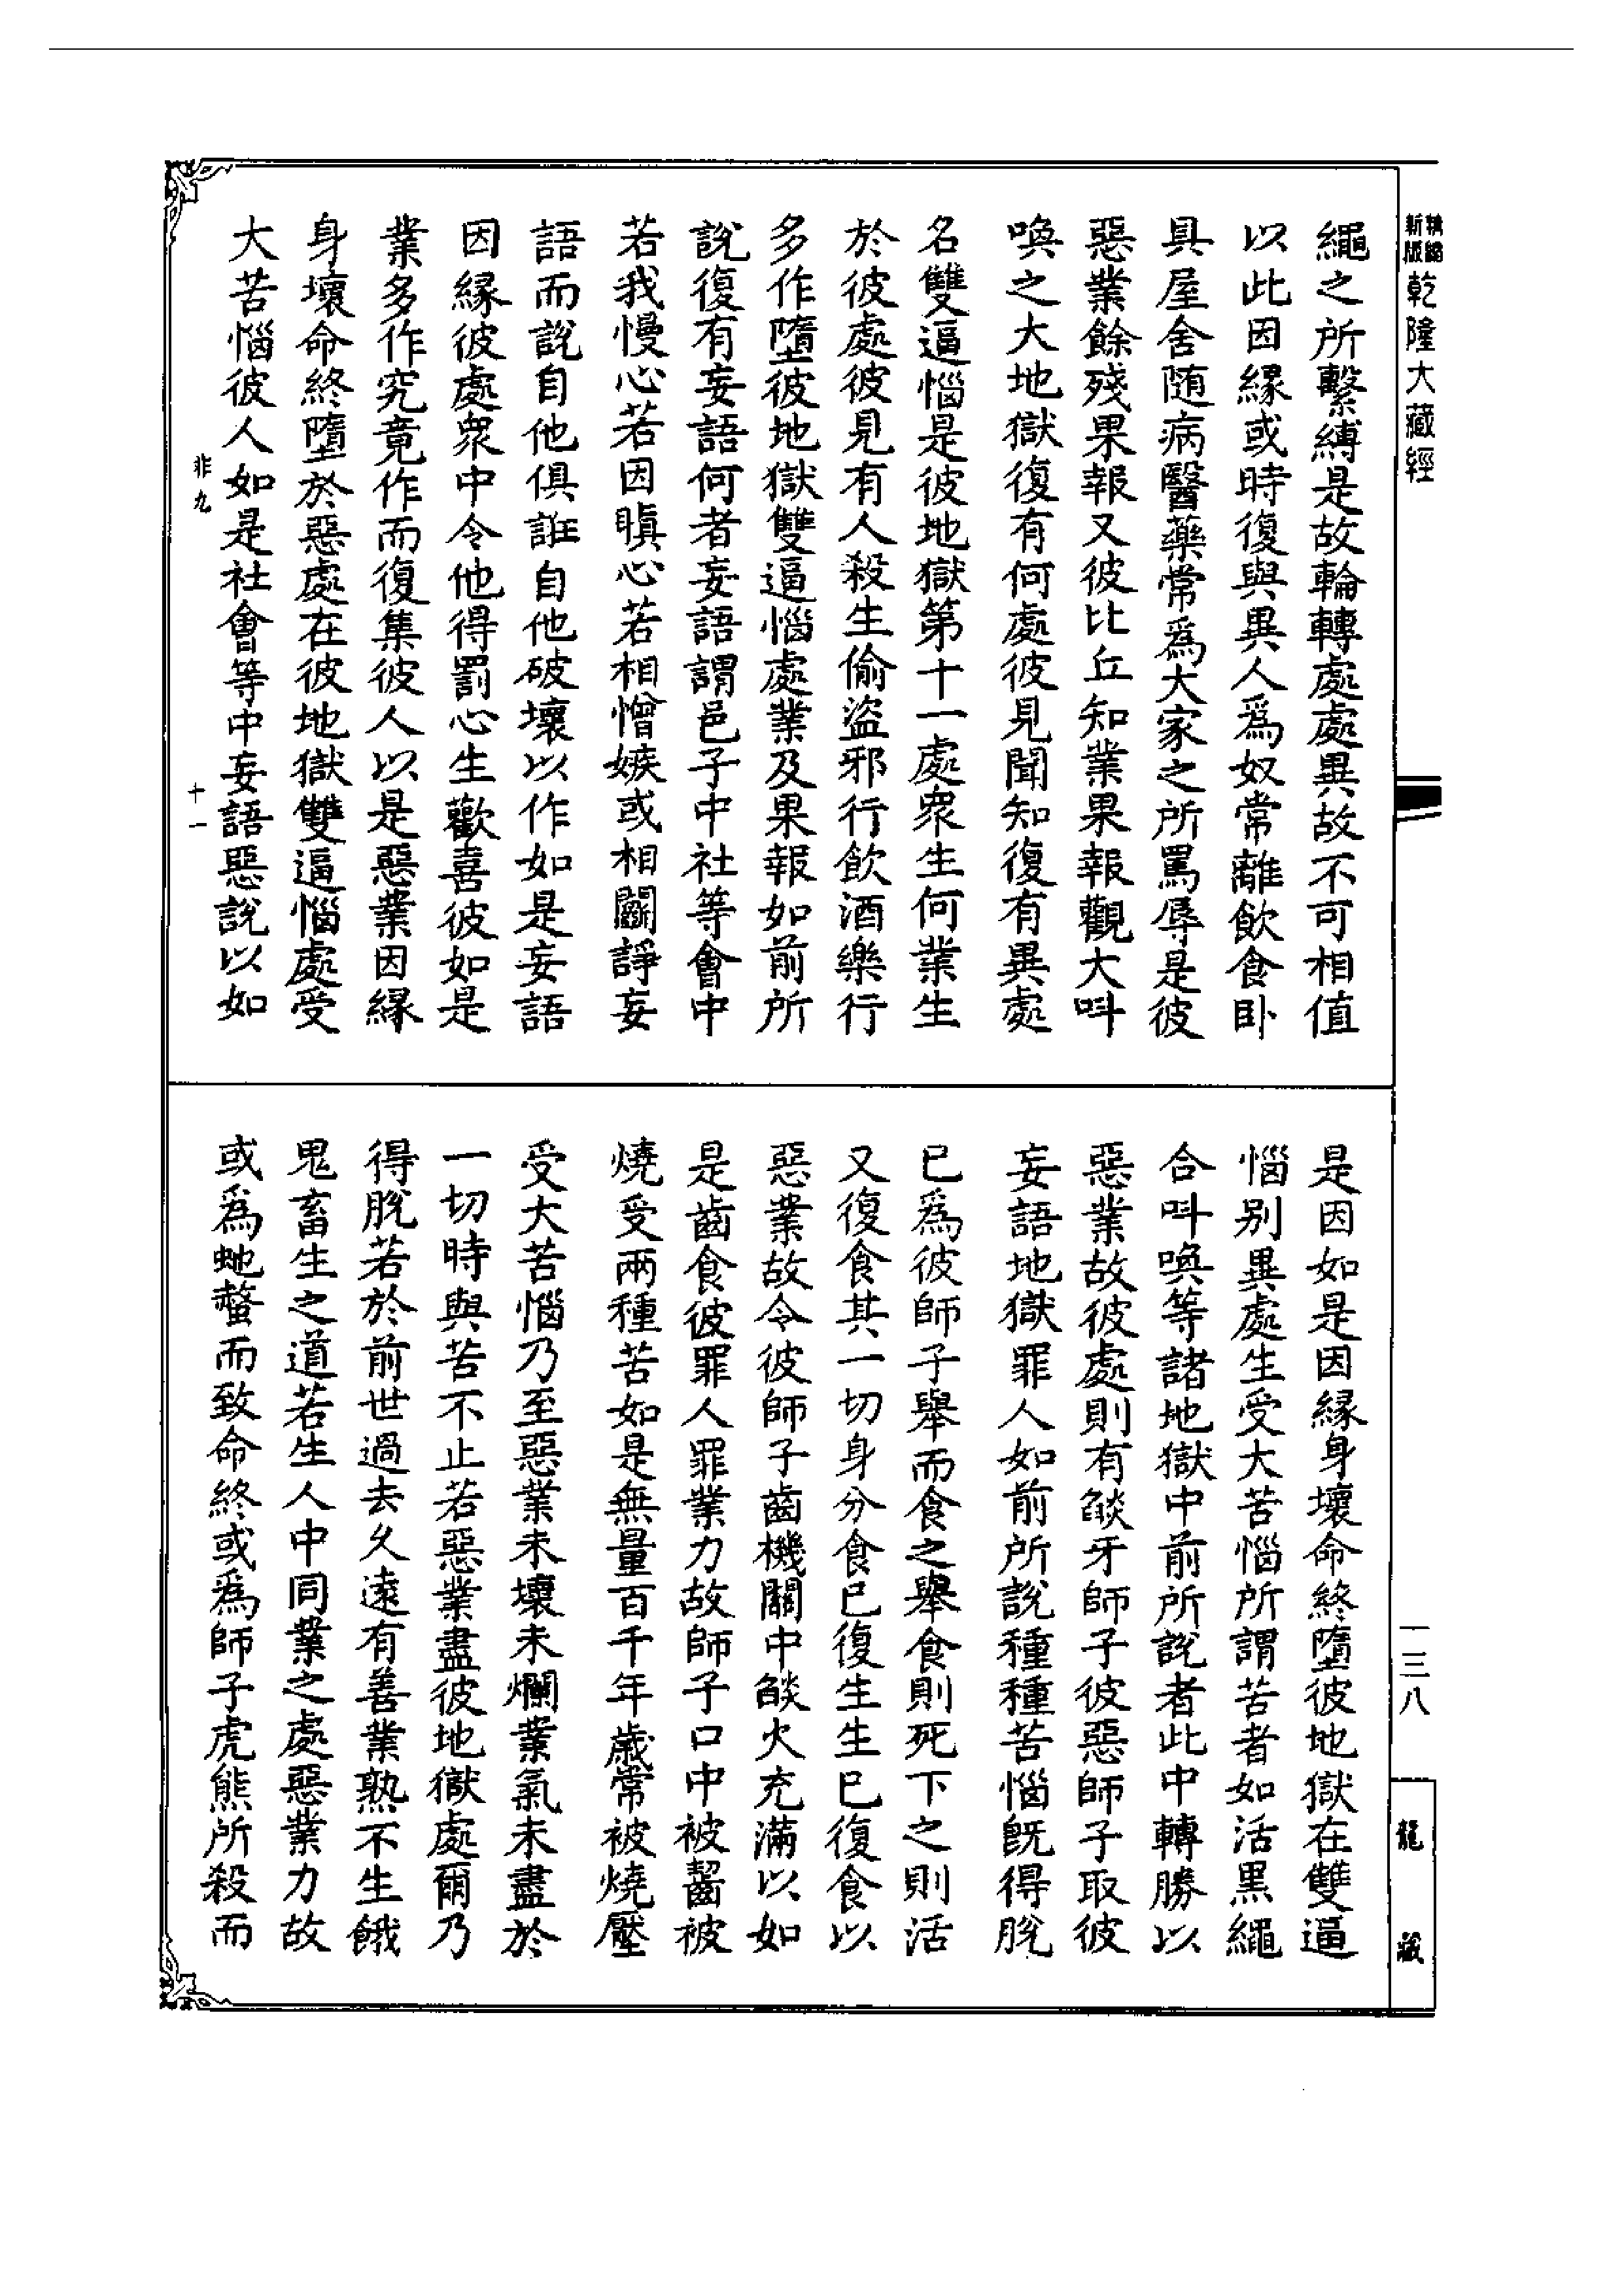 新版
精縮
乾隆大藏經
繩之所繫縛是故輪轉處處異故不可相值
以此因緣或時復與異人爲奴常離飲食卧
具屋舍随病醫藥常爲大家之所罵辱是彼
惡業餘殘果報又彼比丘知業果報觀大呌
喚之大地獄復有何處彼見聞知復有異處
名雙逼惱是彼地獄第十一處衆生何業生
於彼處彼見有人殺生偷盜邪行飲酒樂行
多作墮彼地獄雙逼惱處業及果報如前所
說復有妄語何者妄語謂邑子中社等會中
若我慢心若因瞋心若相憎嫉或相鬬諍妄
語而說自他俱誑自他破壞以作如是妄語
因緣彼處衆中令他得罰心生歡喜彼如是
業多作究竟作而復集彼人以是惡業因緣
身壞命終墮於惡處在彼地獄雙逼惱處受
大苦惱彼人如是社會等中妄語惡說以如
非九
十一
是因如是因緣身壞命終墮彼地獄在雙逼
惱别異處生受大苦惱所謂苦者如活黑繩
合呌喚等諸地獄中前所說者此中轉勝以
惡業故彼處則有𦦨牙師子彼惡師子取彼
妄語地獄罪人如前所說種種苦惱旣得脫
已爲彼師子舉而食之舉食則死下之則活
又復食其一切身分食已復生生已復食以
惡業故令彼師子齒機關中𦦨火充滿以如
是齒食彼罪人罪業力故師子口中被齧被
燒受兩種苦如是無量百千年歲常被燒壓
受大苦惱乃至惡業未壞未爛業氣未盡於
一切時與苦不止若惡業盡彼地獄處爾乃
得脫若於前世過去久遠有善業熟不生餓
鬼畜生之道若生人中同業之處惡業力故
或爲虵螫而致命終或爲師子虎熊所殺而
一三八
龍藏